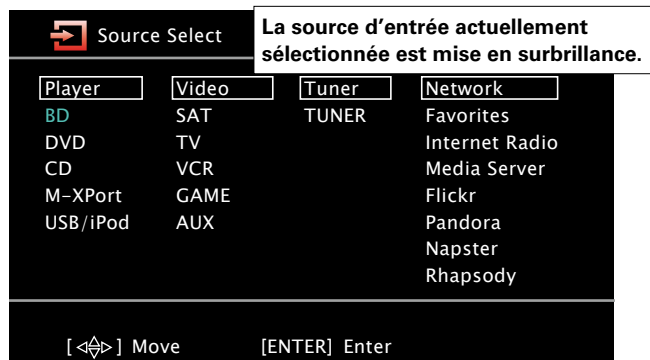 Source Select
La source d'entrée actuellement
sélectionnée est mise en surbrillance.
Player
BD
DVD
CD
M-XPort
USB/iPod
Video
SAT
TV
VCR
GAME
AUX
Tuner
TUNER
Network
Favorites
Internet Radio
Media Server
Flickr
Pandora
Napster
Rhapsody
[ ] Move [ENTER] Enter